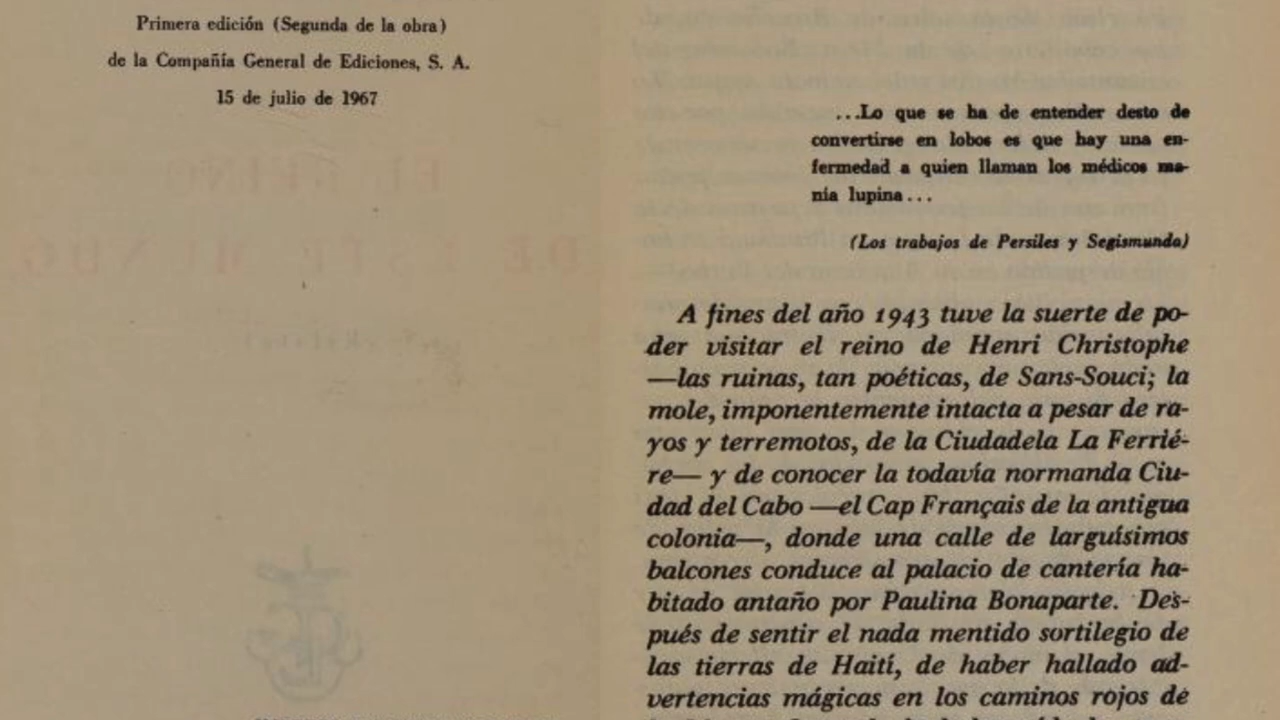 Primera edición (Segunda de la obra)
de la Compañía General de Ediciones, S. A.
15 de julio de 1967
...Lo que se ha de entender desto de
convertirse en lobos es que hay una en-
fermedad a quien llaman los médicos ma-
nía lupina...
(Los trabajos de Persiles y Segismunda)
A fines del año 1943 tuve la suerte de po-
der visitar el reino de Henri Christophe
—las ruinas, tan poéticas, de Sans-Souci; la
mole, imponentemente intacta a pesar de ra-
yos y terremotos, de la Ciudadela La Ferrié-
re— y de conocer la todavía normanda Ciu-
dad del Cabo —el Cap Français de la antigua
colonia—, donde una calle de larguísimos
balcones conduce al palacio de cantería ha-
bitado antaño por Paulina Bonaparte. Des-
pués de sentir el nada mentido sortilegio de
las tierras de Haití, de haber hallado ad-
vertencias mágicas en los caminos rojos de